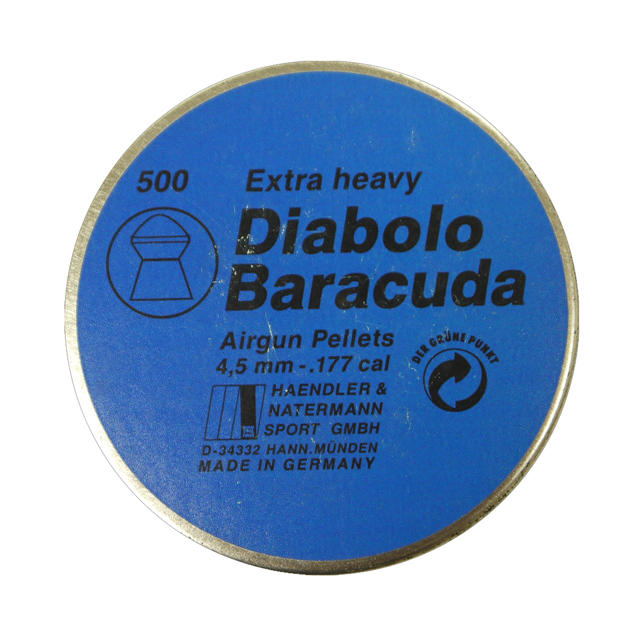 500 Extra heavy
Diabolo
Baracuda
Airgun Pellets
4,5 mm - .177 cal
DER GRÜNE PUNKT
HAENDLER &
NATERMANN
SPORT GMBH
D-34332 HANN.MÜNDEN
MADE IN GERMANY